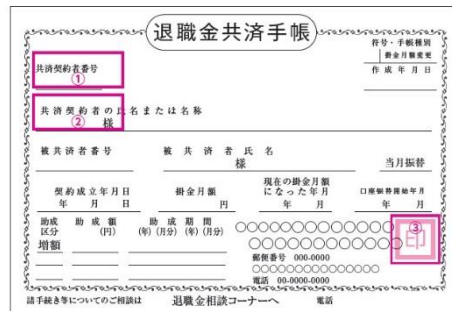 退職金共済手帳
符号・手帳種別
掛金月額変更
作成年月日
共済契約者番号
①
共済契約者の氏名または名称
② 様
被共済者番号 被共済者氏名
様 当月振替
契約成立年月日 掛金月額 現在の掛金月額になった年月 口座振替開始年月
年 月 日 円 年 月 年 月
助成区分 助成額(円) 助成期間(年)(月分)(年)(月分)
増額
○○○○○○○○○○○○○○
○○○○○○○○○○○○
③
印
郵便番号 000-0000
○○○○○○○○○○○○○○
電話 00-0000-0000
請手続き等についてのご相談は 退職金相談コーナーへ 電話